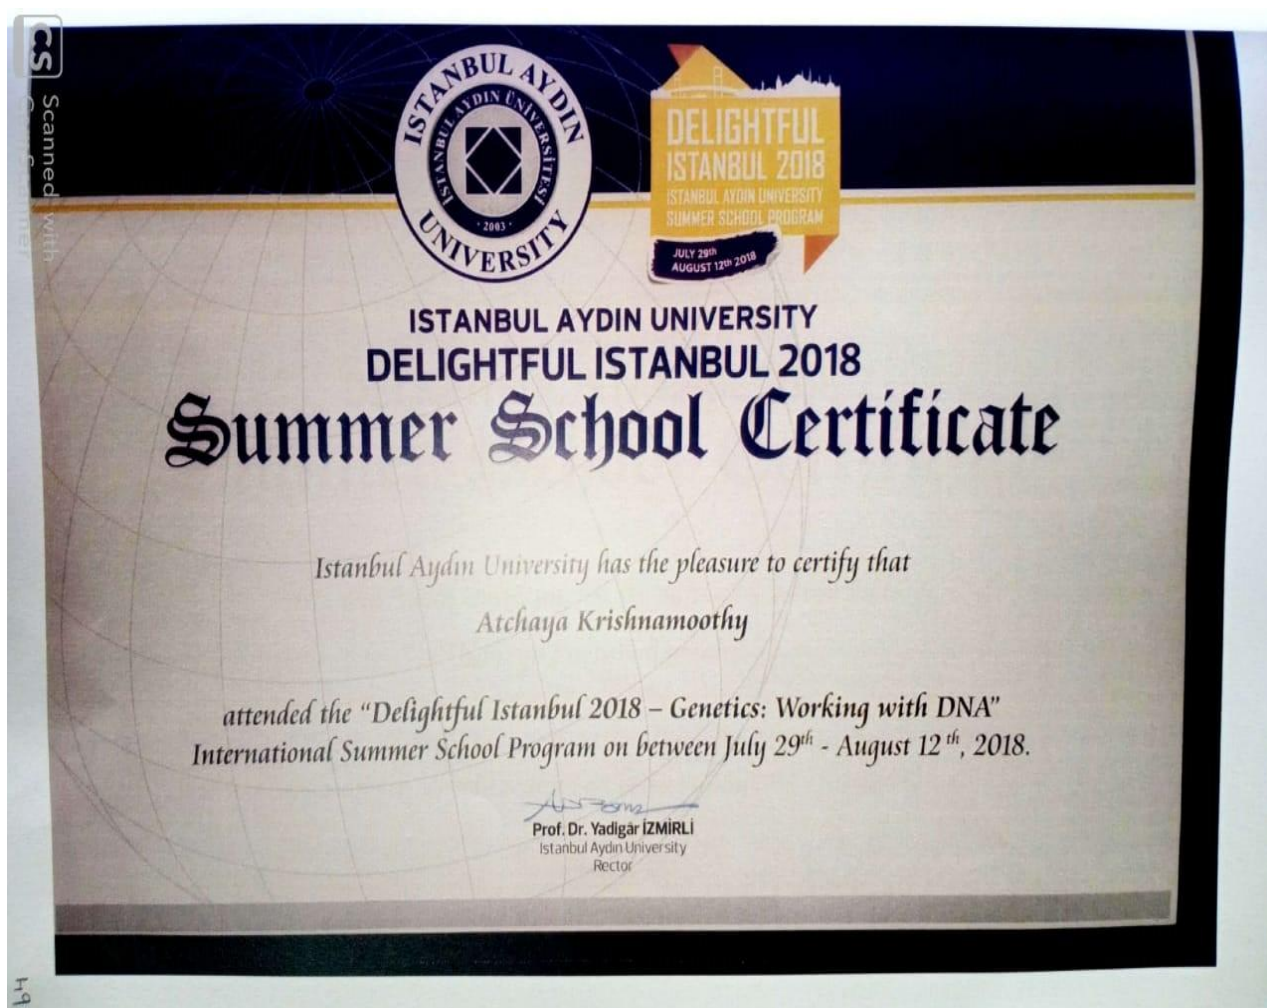 CS
Scanned with
ISTANBUL AYDIN
UNIVERSITY
ISTANBUL AYDIN ÜNİVERSİTESİ
· 2003 ·
DELIGHTFUL
ISTANBUL 2018
ISTANBUL AYDIN UNIVERSITY
SUMMER SCHOOL PROGRAM
JULY 29th
AUGUST 12th 2018
ISTANBUL AYDIN UNIVERSITY
DELIGHTFUL ISTANBUL 2018
Summer School Certificate
Istanbul Aydın University has the pleasure to certify that
Atchaya Krishnamoothy
attended the “Delightful Istanbul 2018 – Genetics: Working with DNA”
International Summer School Program on between July 29th - August 12th, 2018.
Prof. Dr. Yadigâr İZMİRLİ
Istanbul Aydın University
Rector